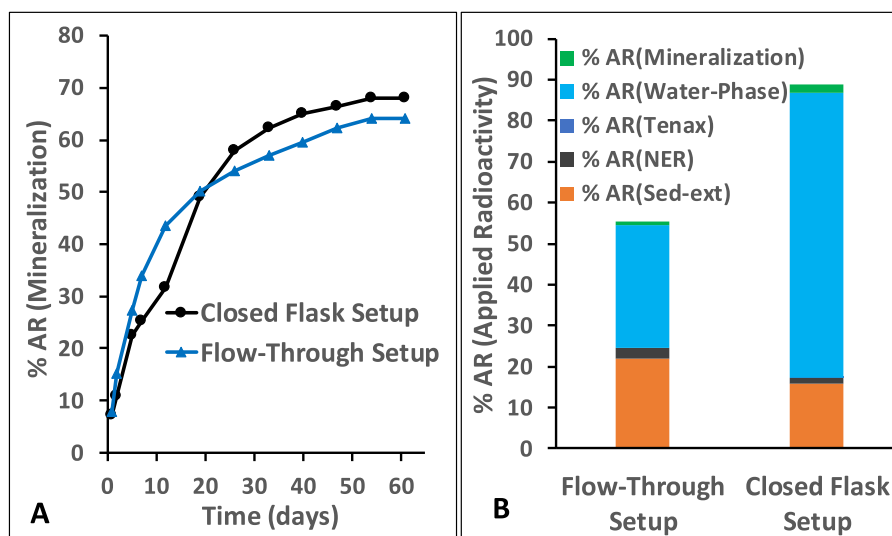 80
70
60
50
40
30
20
10
0
% AR (Mineralization)
Closed Flask Setup
Flow-Through Setup
0 10 20 30 40 50 60
Time (days)
A
100
90
80
70
60
50
40
30
20
10
0
% AR (Applied Radioactivity)
% AR(Mineralization)
% AR(Water-Phase)
% AR(Tenax)
% AR(NER)
% AR(Sed-ext)
Flow-Through
Setup
Closed Flask
Setup
B